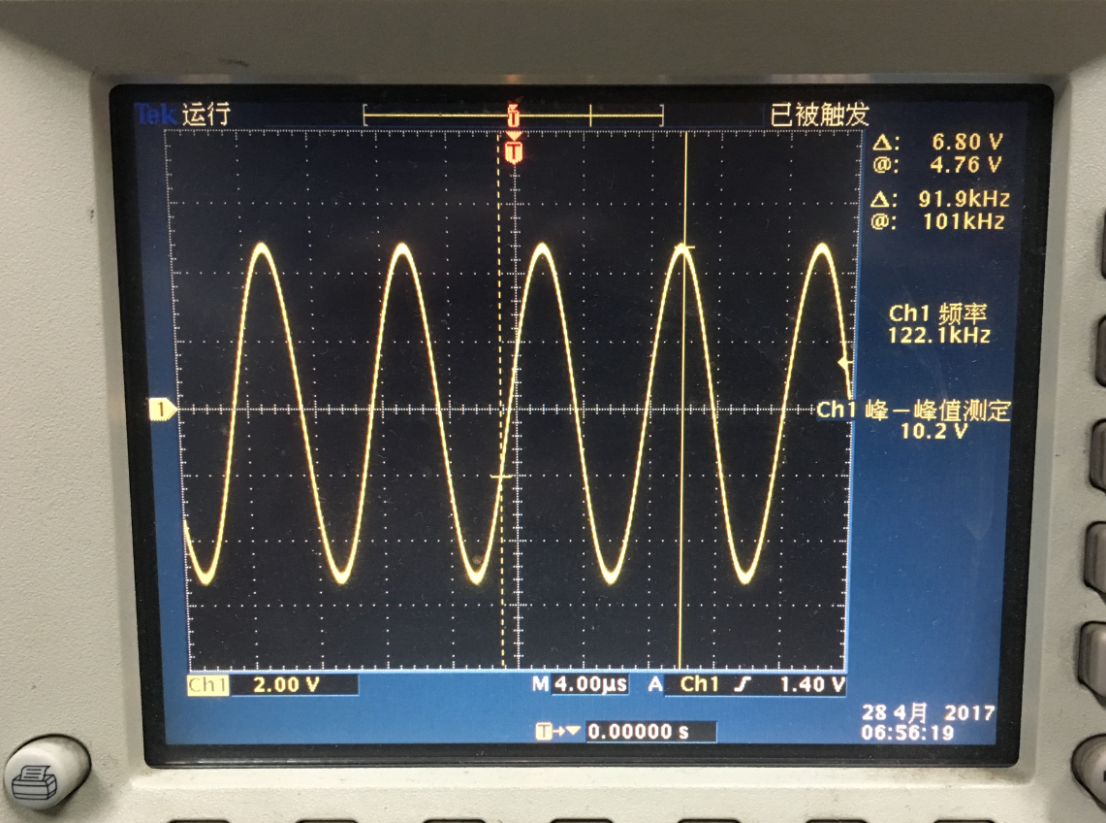 Tek 运行
已被触发
T
T
Δ: 6.80 V
@: 4.76 V
Δ: 91.9kHz
@: 101kHz
Ch1 频率
122.1kHz
1
Ch1 峰–峰值测定
10.2 V
Ch1 2.00 V M 4.00µs A Ch1 1.40 V
T 0.00000 s
28 4月 2017
06:56:19